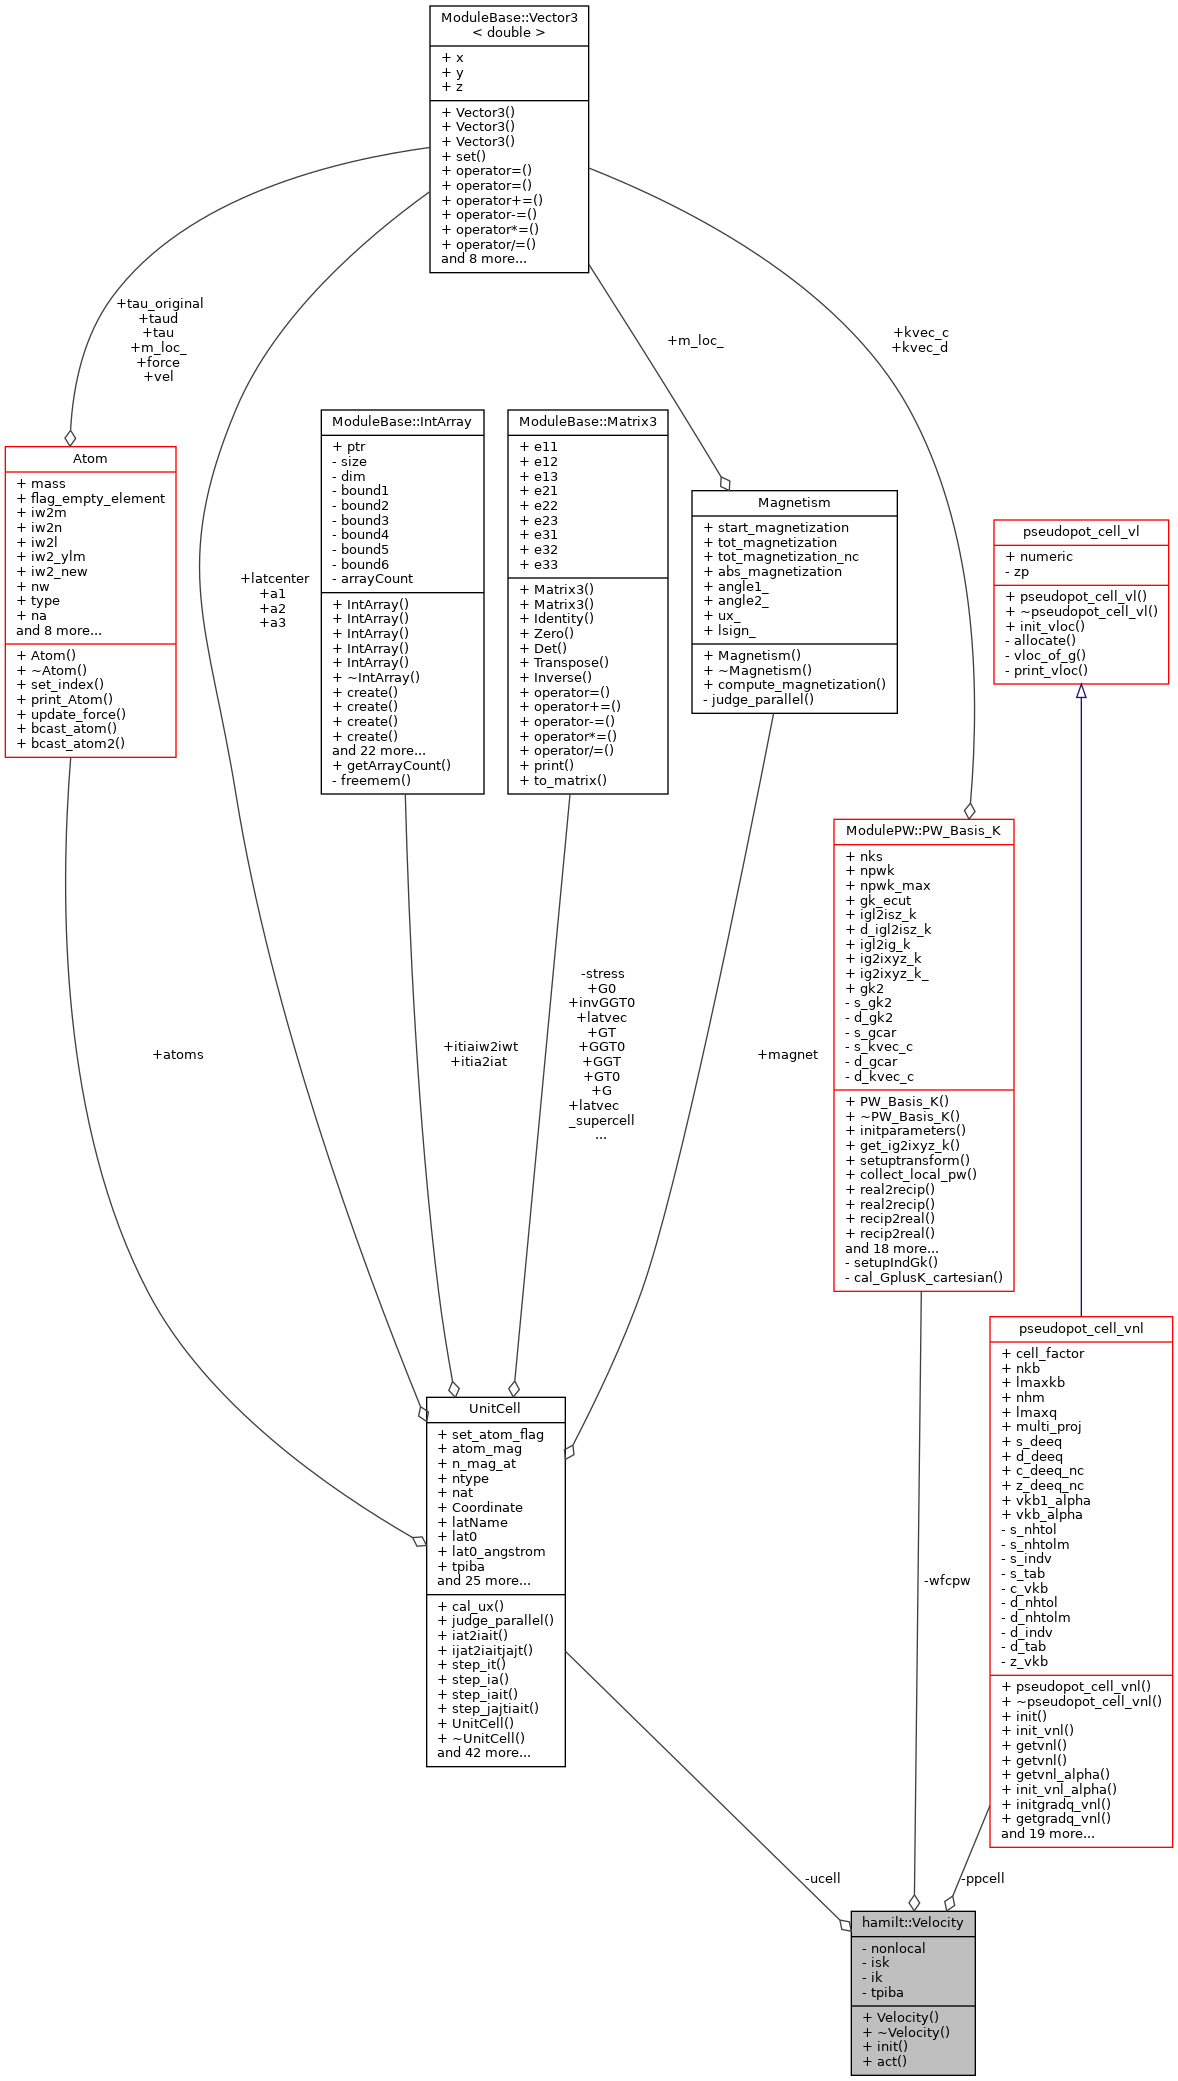 ModuleBase::Vector3
< double >
+ x
+ y
+ z
+ Vector3()
+ Vector3()
+ Vector3()
+ set()
+ operator=()
+ operator=()
+ operator+=()
+ operator-=()
+ operator*=()
+ operator/=()
and 8 more...
+tau_original
+taud
+tau
+m_loc_
+force
+vel
+m_loc_
+kvec_c
+kvec_d
Atom
+ mass
+ flag_empty_element
+ iw2m
+ iw2n
+ iw2l
+ iw2_ylm
+ iw2_new
+ nw
+ type
+ na
and 8 more...
+ Atom()
+ ~Atom()
+ set_index()
+ print_Atom()
+ update_force()
+ bcast_atom()
+ bcast_atom2()
+latcenter
+a1
+a2
+a3
ModuleBase::IntArray
+ ptr
- size
- dim
- bound1
- bound2
- bound3
- bound4
- bound5
- bound6
- arrayCount
+ IntArray()
+ IntArray()
+ IntArray()
+ IntArray()
+ IntArray()
+ ~IntArray()
+ create()
+ create()
+ create()
+ create()
and 22 more...
+ getArrayCount()
- freemem()
ModuleBase::Matrix3
+ e11
+ e12
+ e13
+ e21
+ e22
+ e23
+ e31
+ e32
+ e33
+ Matrix3()
+ Matrix3()
+ Identity()
+ Zero()
+ Det()
+ Transpose()
+ Inverse()
+ operator=()
+ operator+=()
+ operator-=()
+ operator*=()
+ operator/=()
+ print()
+ to_matrix()
Magnetism
+ start_magnetization
+ tot_magnetization
+ tot_magnetization_nc
+ abs_magnetization
+ angle1_
+ angle2_
+ ux_
+ lsign_
+ Magnetism()
+ ~Magnetism()
+ compute_magnetization()
- judge_parallel()
pseudopot_cell_vl
+ numeric
- zp
+ pseudopot_cell_vl()
+ ~pseudopot_cell_vl()
+ init_vloc()
- allocate()
- vloc_of_g()
- print_vloc()
ModulePW::PW_Basis_K
+ nks
+ npwk
+ npwk_max
+ gk_ecut
+ igl2isz_k
+ d_igl2isz_k
+ igl2ig_k
+ ig2ixyz_k
+ ig2ixyz_k_
+ gk2
- s_gk2
- d_gk2
- s_gcar
- s_kvec_c
- d_gcar
- d_kvec_c
+ PW_Basis_K()
+ ~PW_Basis_K()
+ initparameters()
+ get_ig2ixyz_k()
+ setuptransform()
+ collect_local_pw()
+ real2recip()
+ real2recip()
+ recip2real()
+ recip2real()
and 18 more...
- setupIndGk()
- cal_GplusK_cartesian()
+atoms
+itiaiw2iwt
+itia2iat
-stress
+G0
+invGGT0
+latvec
+GT
+GGT0
+GGT
+GT0
+G
+latvec
_supercell
...
+magnet
pseudopot_cell_vnl
+ cell_factor
+ nkb
+ lmaxkb
+ nhm
+ lmaxq
+ multi_proj
+ s_deeq
+ d_deeq
+ c_deeq_nc
+ z_deeq_nc
+ vkb1_alpha
+ vkb_alpha
- s_nhtol
- s_nhtolm
- s_indv
- s_tab
- c_vkb
- d_nhtol
- d_nhtolm
- d_indv
- d_tab
- z_vkb
+ pseudopot_cell_vnl()
+ ~pseudopot_cell_vnl()
+ init()
+ init_vnl()
+ getvnl()
+ getvnl()
+ getvnl_alpha()
+ init_vnl_alpha()
+ initgradq_vnl()
+ getgradq_vnl()
and 19 more...
UnitCell
+ set_atom_flag
+ atom_mag
+ n_mag_at
+ ntype
+ nat
+ Coordinate
+ latName
+ lat0
+ lat0_angstrom
+ tpiba
and 25 more...
+ cal_ux()
+ judge_parallel()
+ iat2iait()
+ ijat2iaitjajt()
+ step_it()
+ step_ia()
+ step_iait()
+ step_jajtiait()
+ UnitCell()
+ ~UnitCell()
and 42 more...
-wfcpw
-ucell
-ppcell
hamilt::Velocity
- nonlocal
- isk
- ik
- tpiba
+ Velocity()
+ ~Velocity()
+ init()
+ act()